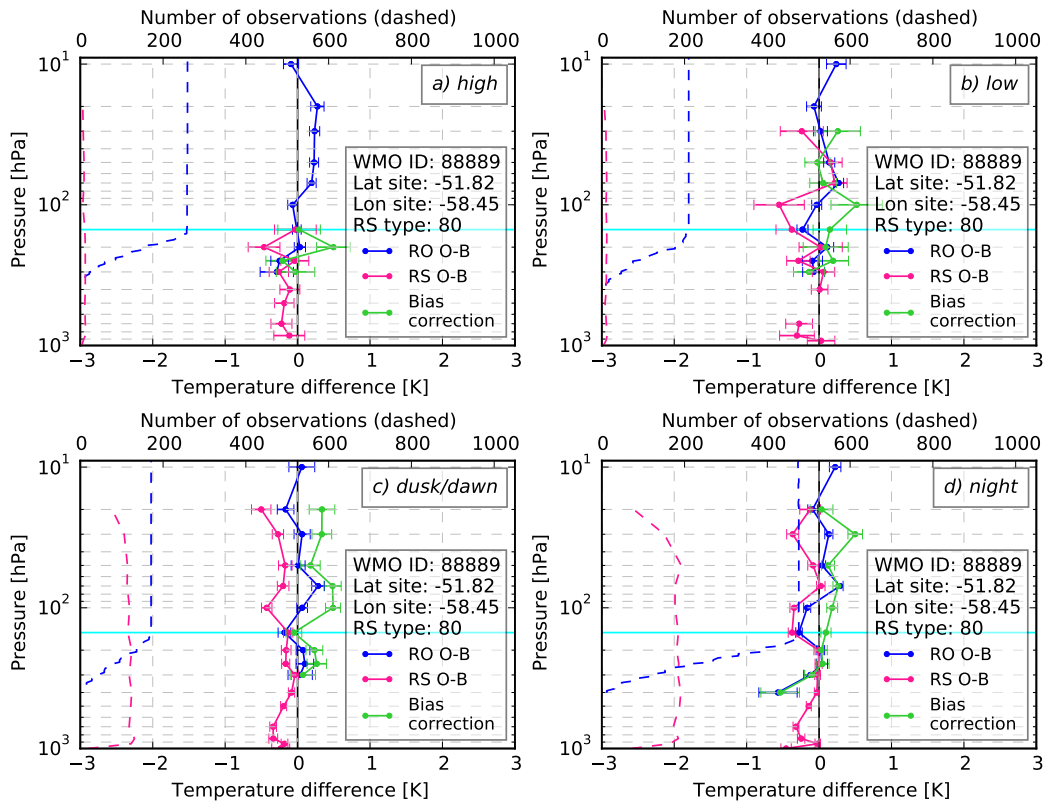 Number of observations (dashed)
0 200 400 600 800 1000
10¹
10²
10³
Pressure [hPa]
a) high
WMO ID: 88889
Lat site: -51.82
Lon site: -58.45
RS type: 80
RO O-B
RS O-B
Bias
correction
−3 −2 −1 0 1 2 3
Temperature difference [K]
Number of observations (dashed)
0 200 400 600 800 1000
10¹
10²
10³
Pressure [hPa]
b) low
WMO ID: 88889
Lat site: -51.82
Lon site: -58.45
RS type: 80
RO O-B
RS O-B
Bias
correction
−3 −2 −1 0 1 2 3
Temperature difference [K]
Number of observations (dashed)
0 200 400 600 800 1000
10¹
10²
10³
Pressure [hPa]
c) dusk/dawn
WMO ID: 88889
Lat site: -51.82
Lon site: -58.45
RS type: 80
RO O-B
RS O-B
Bias
correction
−3 −2 −1 0 1 2 3
Temperature difference [K]
Number of observations (dashed)
0 200 400 600 800 1000
10¹
10²
10³
Pressure [hPa]
d) night
WMO ID: 88889
Lat site: -51.82
Lon site: -58.45
RS type: 80
RO O-B
RS O-B
Bias
correction
−3 −2 −1 0 1 2 3
Temperature difference [K]